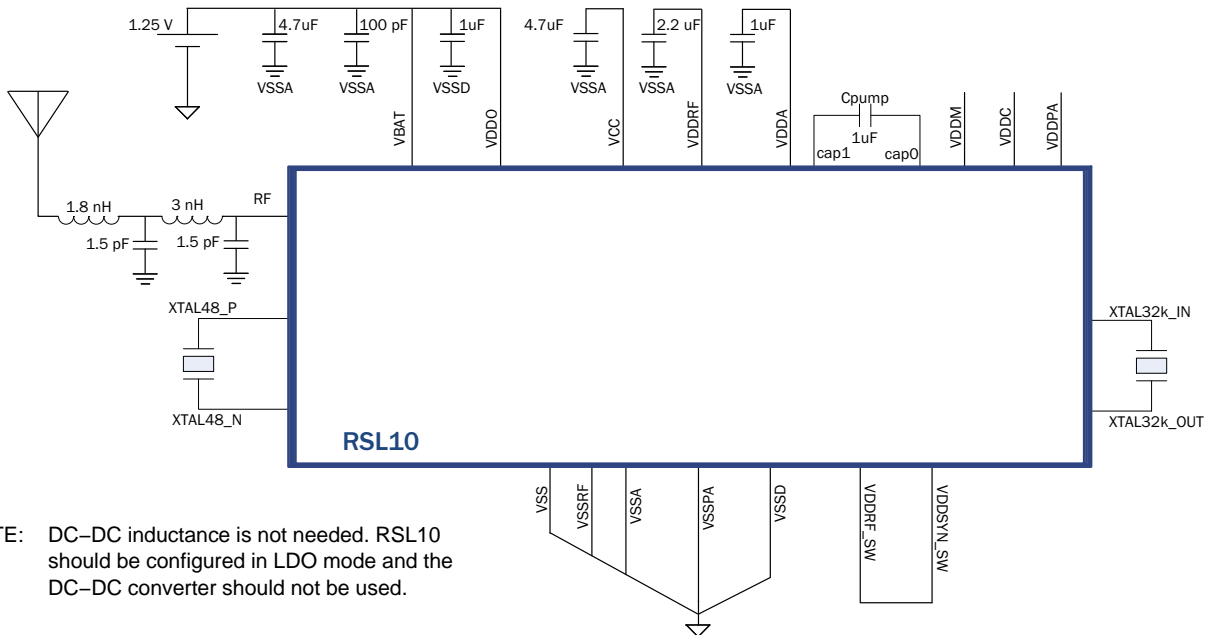 1.25 V
4.7uF
100 pF
1uF
4.7uF
2.2 uF
1uF
VSSA
VSSA
VSSD
VSSA
VSSA
VSSA
VBAT
VDDO
VCC
VDDRF
VDDA
Cpump
1uF
cap1
cap0
VDDM
VDDC
VDDPA
1.8 nH
3 nH
RF
1.5 pF
1.5 pF
XTAL48_P
XTAL48_N
XTAL32k_IN
XTAL32k_OUT
RSL10
VSS
VSSRF
VSSA
VSSPA
VSSD
VDDRF_SW
VDDSYN_SW
TE: DC–DC inductance is not needed. RSL10
should be configured in LDO mode and the
DC–DC converter should not be used.